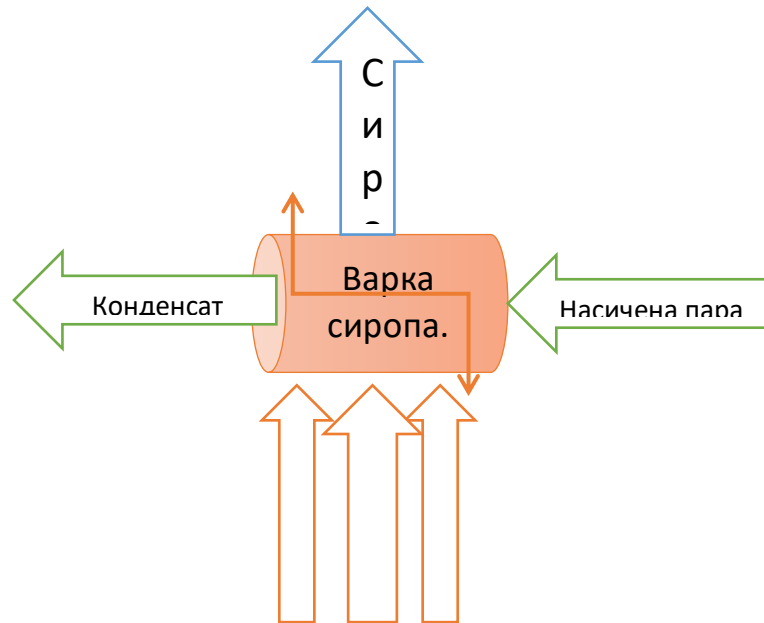 С
и
р
Варка
сиропа.
Конденсат
Насичена пара